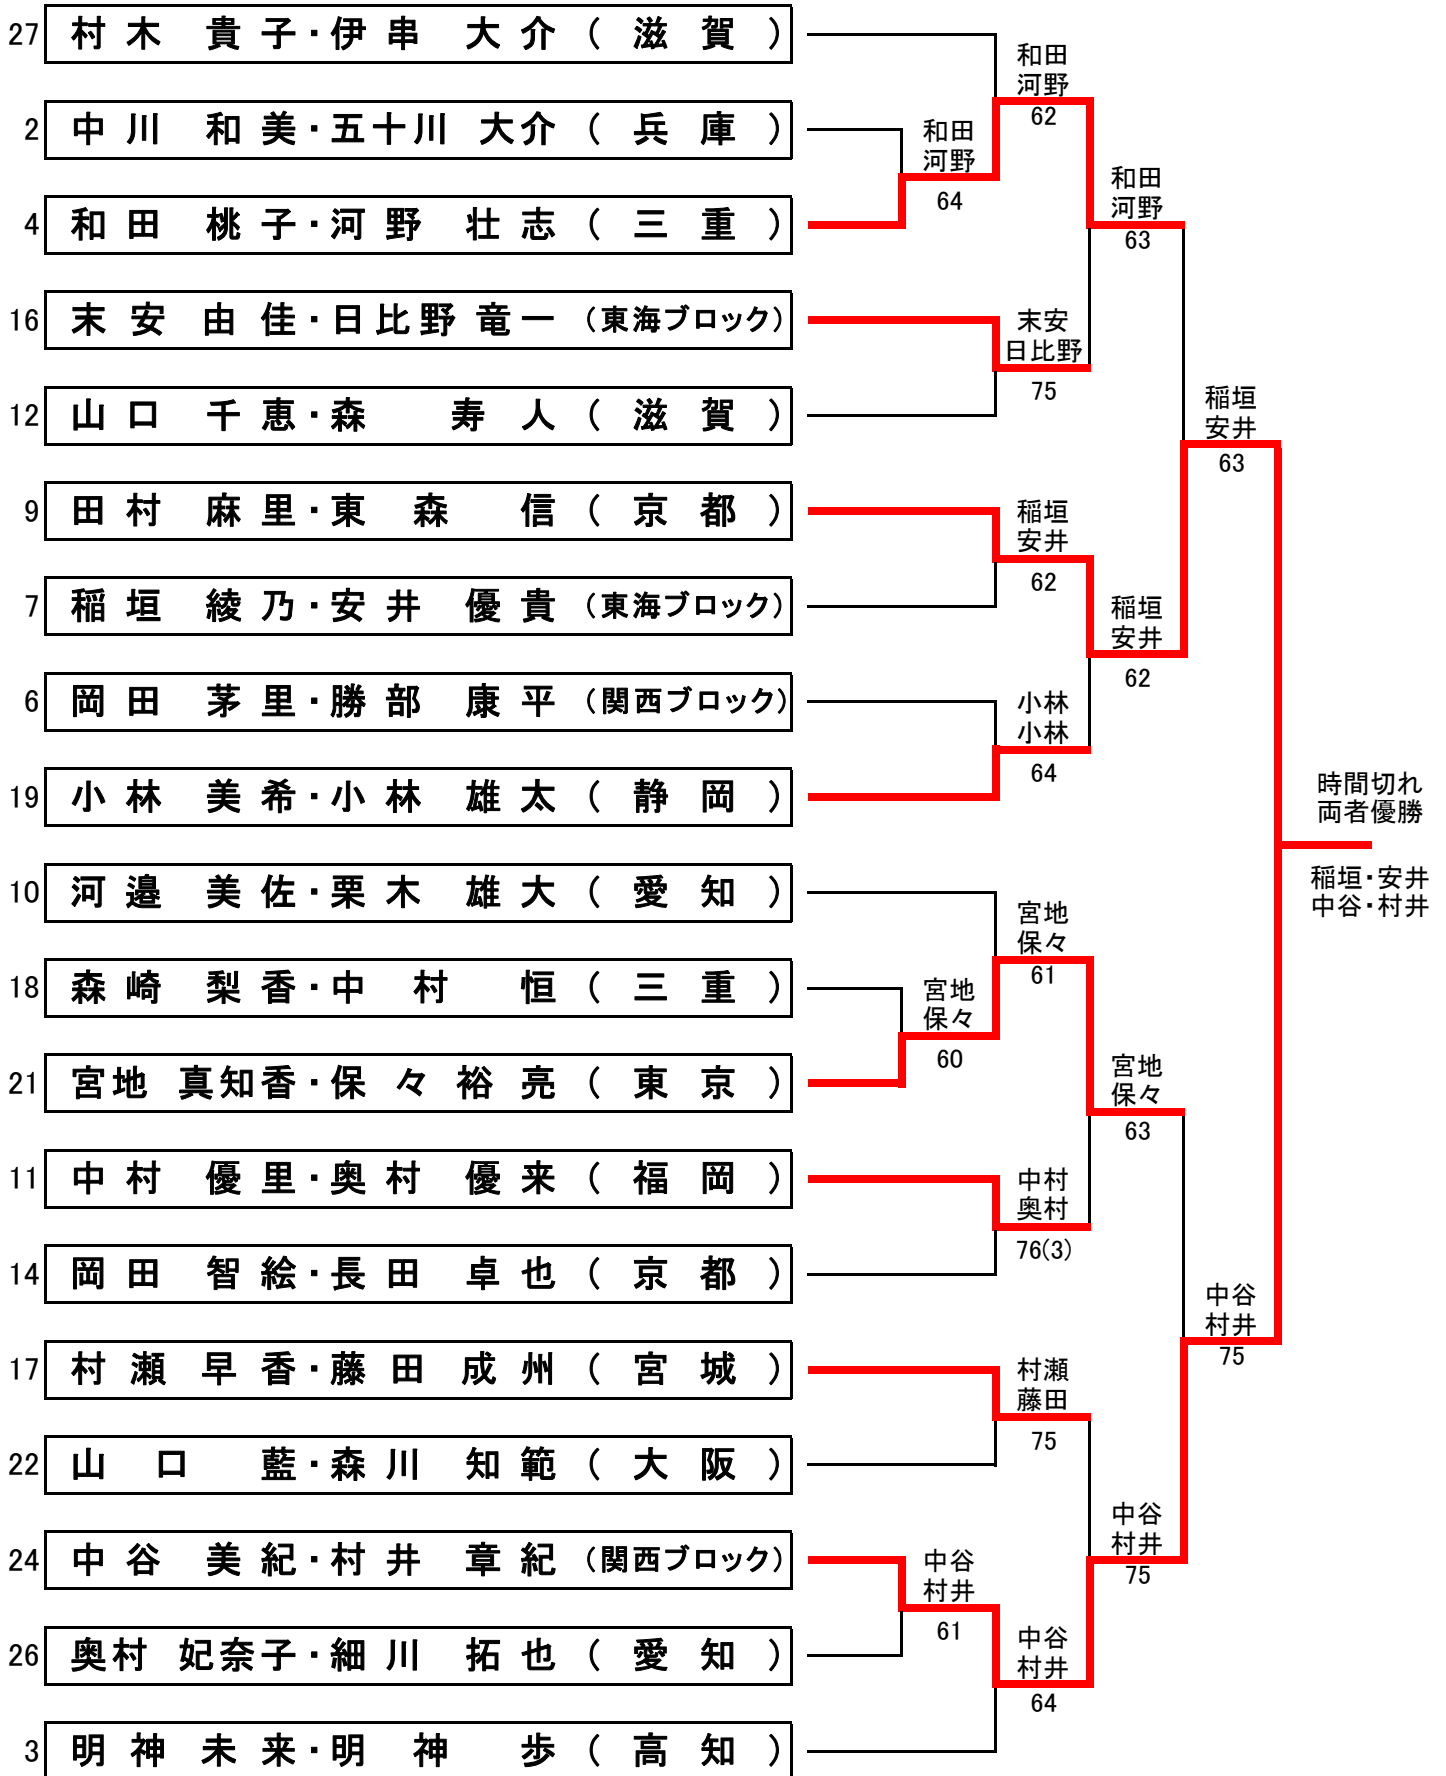 27 村木 貴子・伊串 大介 (滋賀)
2 中川 和美・五十川 大介 (兵庫)
4 和田 桃子・河野 壮志 (三重)
16 末安 由佳・日比野 竜一 (東海ブロック)
12 山口 千恵・森 寿人 (滋賀)
9 田村 麻里・東 森信 (京都)
7 稲垣 綾乃・安井 優貴 (東海ブロック)
6 岡田 茅里・勝部 康平 (関西ブロック)
19 小林 美希・小林 雄太 (静岡)
10 河邉 美佐・栗木 雄大 (愛知)
18 森崎 梨香・中村 恒 (三重)
21 宮地 真知香・保々 裕亮 (東京)
11 中村 優里・奥村 優来 (福岡)
14 岡田 智絵・長田 卓也 (京都)
17 村瀬 早香・藤田 成州 (宮城)
22 山口 藍・森川 知範 (大阪)
24 中谷 美紀・村井 章紀 (関西ブロック)
26 奥村 妃奈子・細川 拓也 (愛知)
3 明神 未来・明神 歩 (高知)
和田
河野
64
宮地
保々
60
中谷
村井
61
和田
河野
62
末安
日比野
75
稲垣
安井
62
小林
小林
64
宮地
保々
61
中村
奥村
76(3)
村瀬
藤田
75
中谷
村井
64
和田
河野
63
稲垣
安井
62
宮地
保々
63
中谷
村井
75
稲垣
安井
63
中谷
村井
75
時間切れ
両者優勝
稲垣・安井
中谷・村井